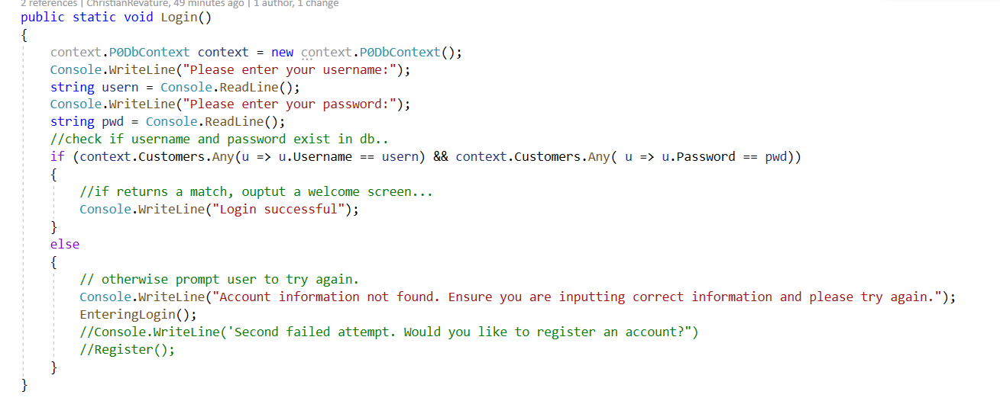 2 references | ChristianRevature, 49 minutes ago | 1 author, 1 change
public static void Login()
{
context.P0DbContext context = new context.P0DbContext();
Console.WriteLine("Please enter your username:");
string usern = Console.ReadLine();
Console.WriteLine("Please enter your password:");
string pwd = Console.ReadLine();
//check if username and password exist in db..
if (context.Customers.Any(u => u.Username == usern) && context.Customers.Any( u => u.Password == pwd))
{
//if returns a match, ouptut a welcome screen...
Console.WriteLine("Login successful");
}
else
{
// otherwise prompt user to try again.
Console.WriteLine("Account information not found. Ensure you are inputting correct information and please try again.");
EnteringLogin();
//Console.WriteLine('Second failed attempt. Would you like to register an account?")
//Register();
}
}